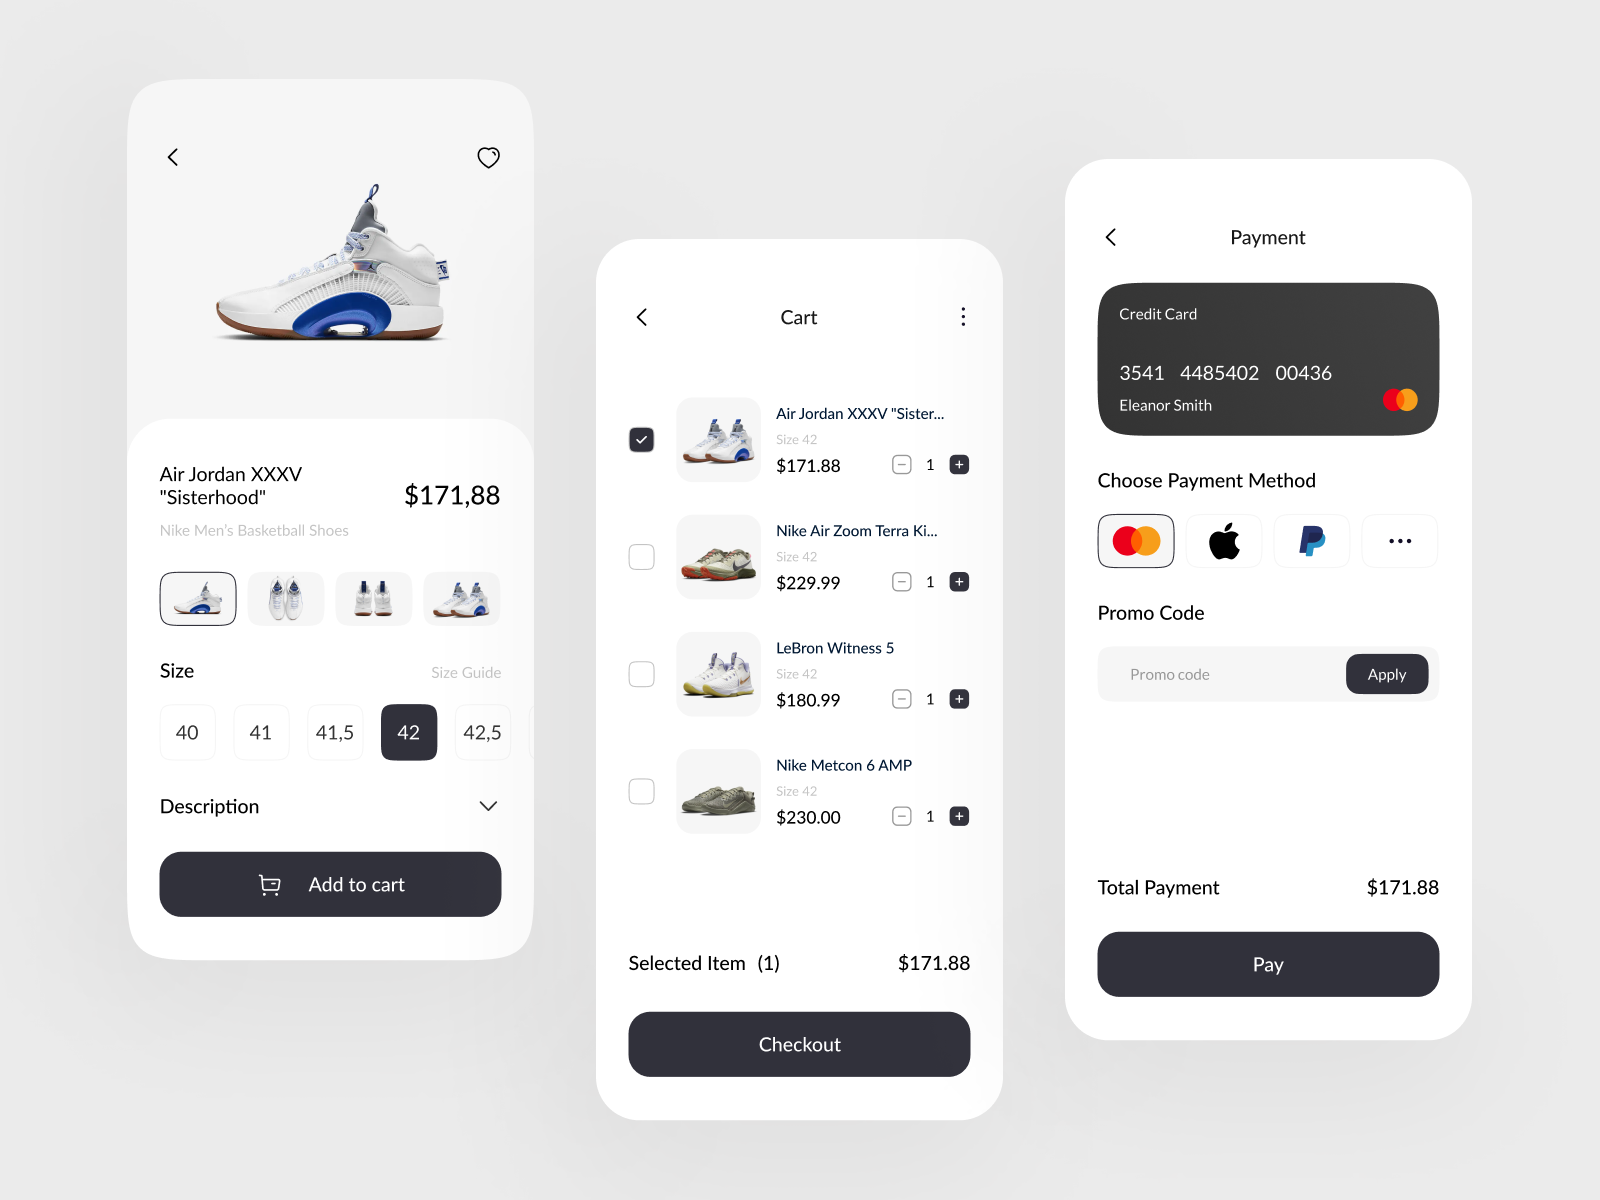 Air Jordan XXXV
"Sisterhood"
$171,88
Nike Men's Basketball Shoes
Size
Size Guide
40
41
41,5
42
42,5
Description
Add to cart
Cart
Air Jordan XXXV "Sister...
Size 42
$171.88
1
Nike Air Zoom Terra Ki...
Size 42
$229.99
1
LeBron Witness 5
Size 42
$180.99
1
Nike Metcon 6 AMP
Size 42
$230.00
1
Selected Item (1)
$171.88
Checkout
Payment
Credit Card
3541 4485402 00436
Eleanor Smith
Choose Payment Method
Promo Code
Promo code
Apply
Total Payment
$171.88
Pay